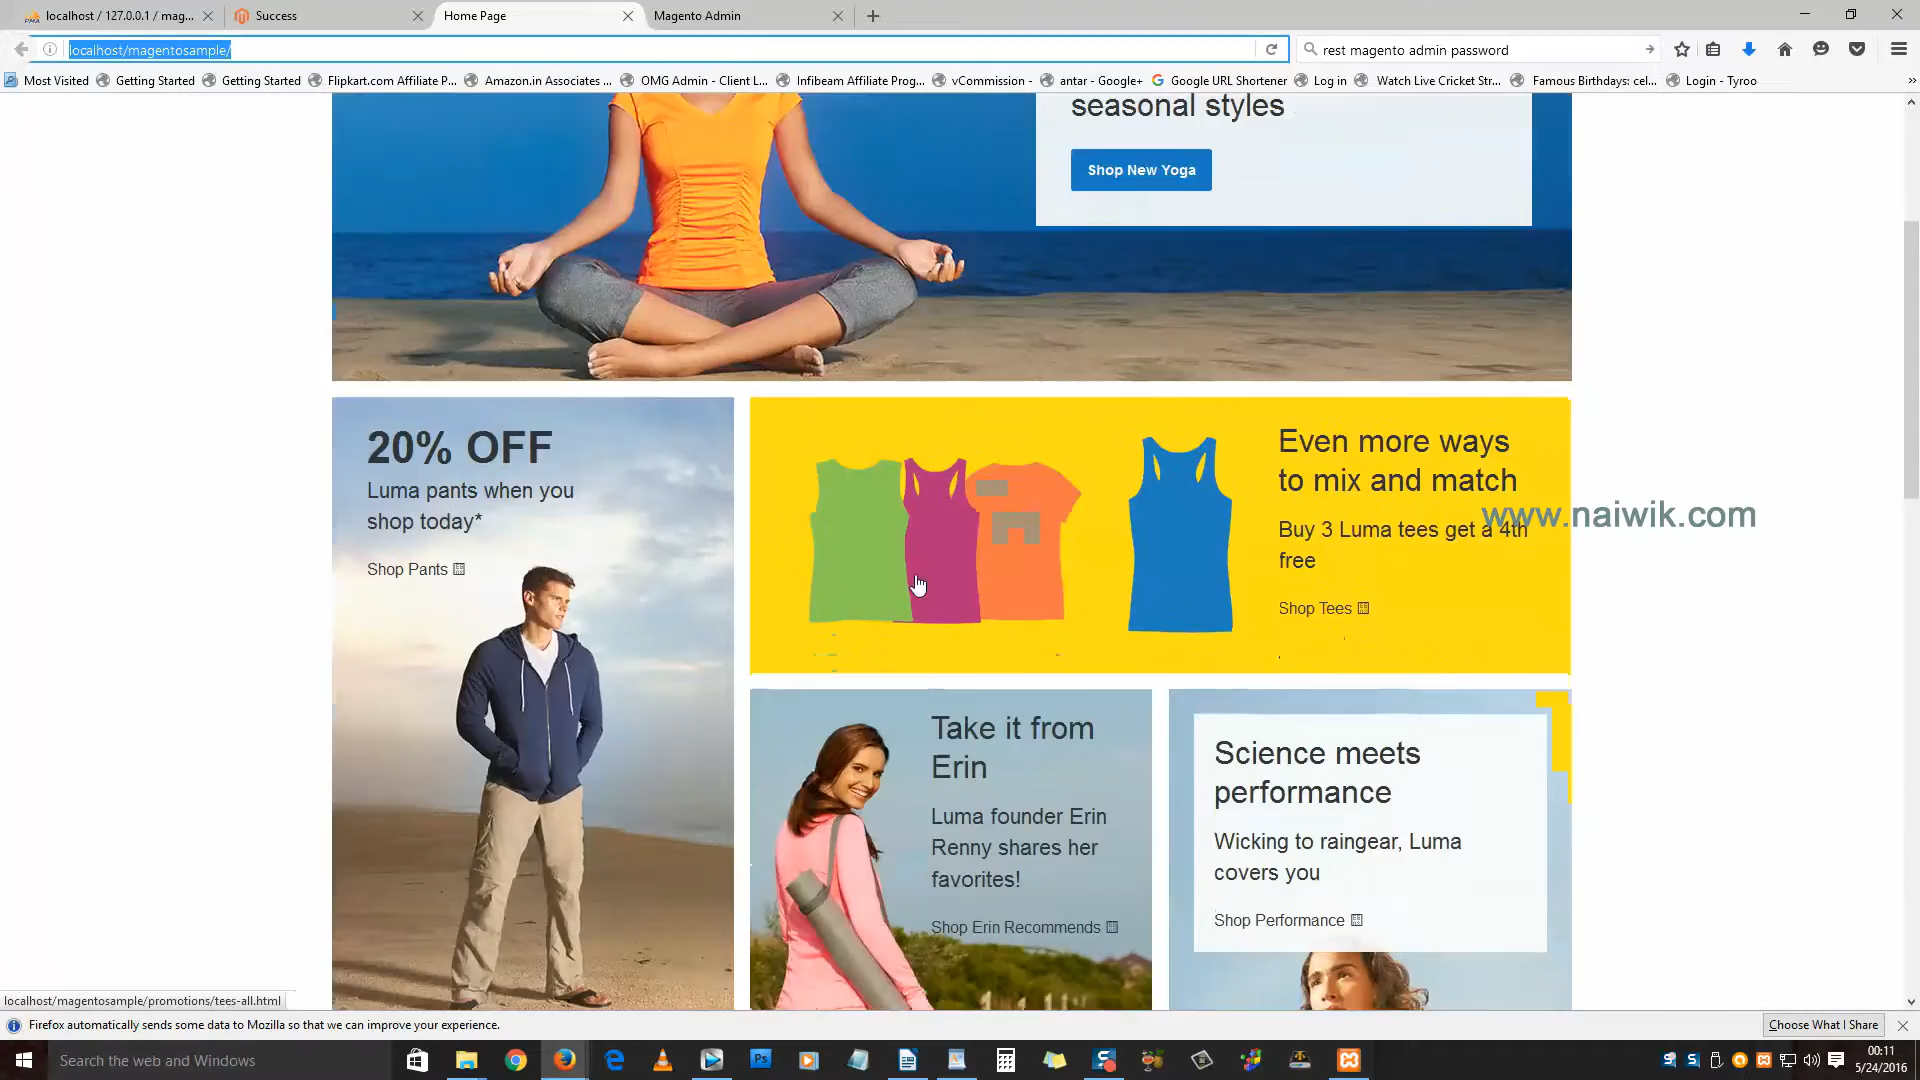 localhost / 127.0.0.1 / mag...
Success
Home Page
Magento Admin
localhost/magentosample/
rest magento admin password
Most Visited
Getting Started
Getting Started
Flipkart.com Affiliate P...
Amazon.in Associates ...
OMG Admin - Client L...
Infibeam Affiliate Prog...
vCommission -
antar - Google+
Google URL Shortener
Log in
Watch Live Cricket Str...
Famous Birthdays: cel...
Login - Tyroo
seasonal styles
Shop New Yoga
20% OFF
Luma pants when you
shop today*
Shop Pants
Even more ways
to mix and match
Buy 3 Luma tees get a 4th
free
Shop Tees
www.naiwik.com
Take it from
Erin
Luma founder Erin
Renny shares her
favorites!
Shop Erin Recommends
Science meets
performance
Wicking to raingear, Luma
covers you
Shop Performance
localhost/magentosample/promotions/tees-all.html
Firefox automatically sends some data to Mozilla so that we can improve your experience.
Choose What I Share
Search the web and Windows
00:11
5/24/2016